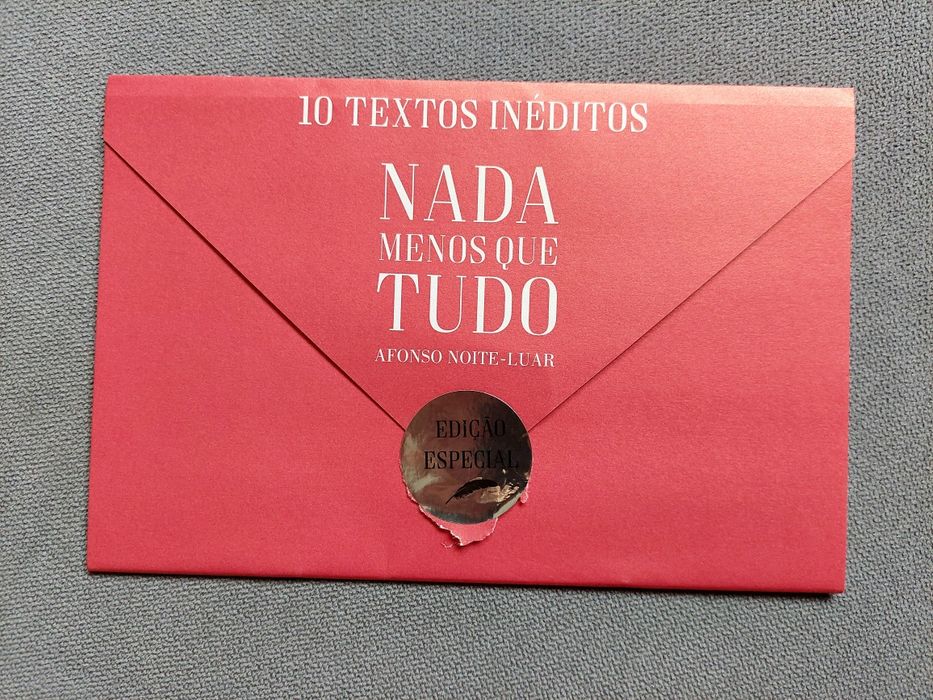 10 TEXTOS INÉDITOS
NADA
MENOS QUE
TUDO
AFONSO NOITE-LUAR
EDIÇÃO
ESPECIAL